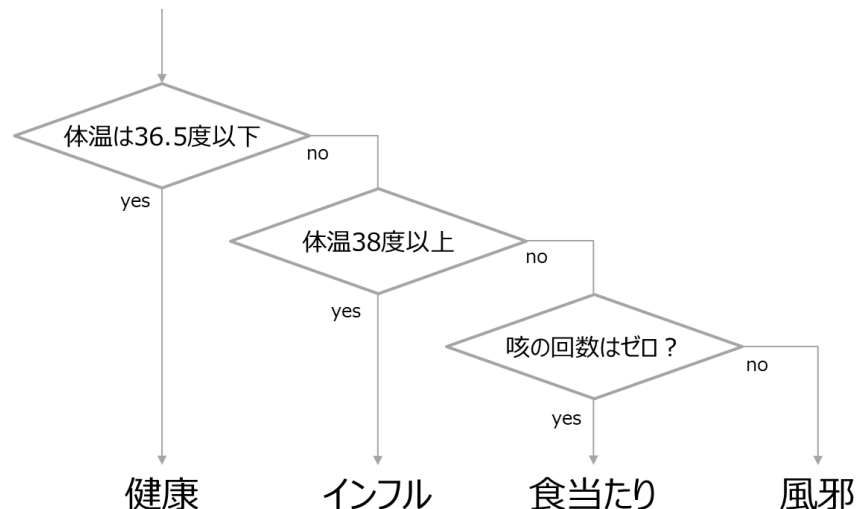 体温は36.5度以下
no
yes
体温38度以上
no
yes
咳の回数はゼロ？
no
yes
健康
インフル
食当たり
風邪